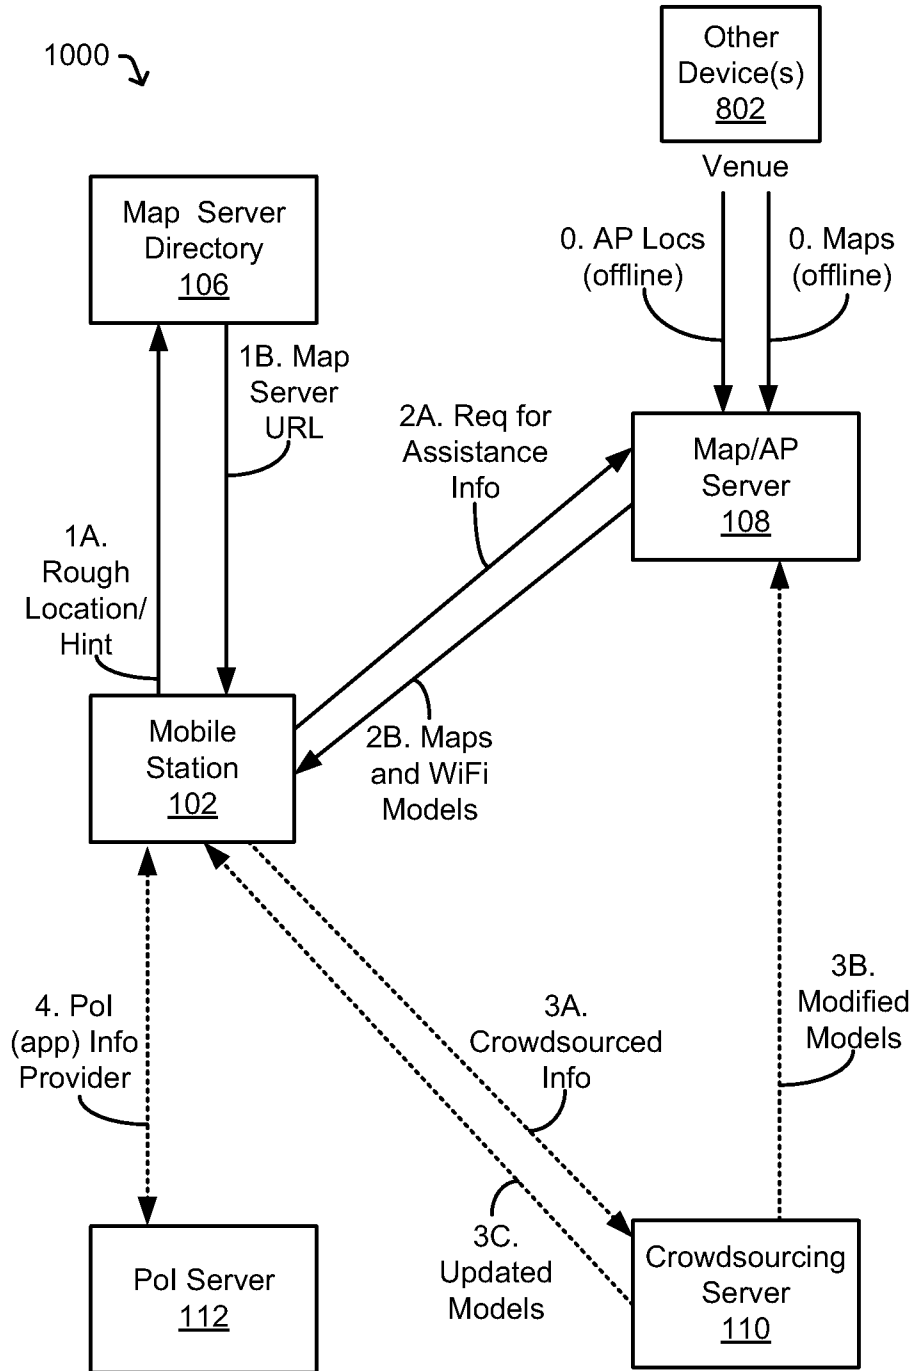 1000
Other
Device(s)
802
Venue
Map Server
Directory
106
0. AP Locs
(offline)
0. Maps
(offline)
1B. Map
Server
URL
2A. Req for
Assistance
Info
Map/AP
Server
108
1A.
Rough
Location/
Hint
Mobile
Station
102
2B. Maps
and WiFi
Models
4. PoI
(app) Info
Provider
3A.
Crowdsourced
Info
3B.
Modified
Models
3C.
Updated
Models
PoI Server
112
Crowdsourcing
Server
110